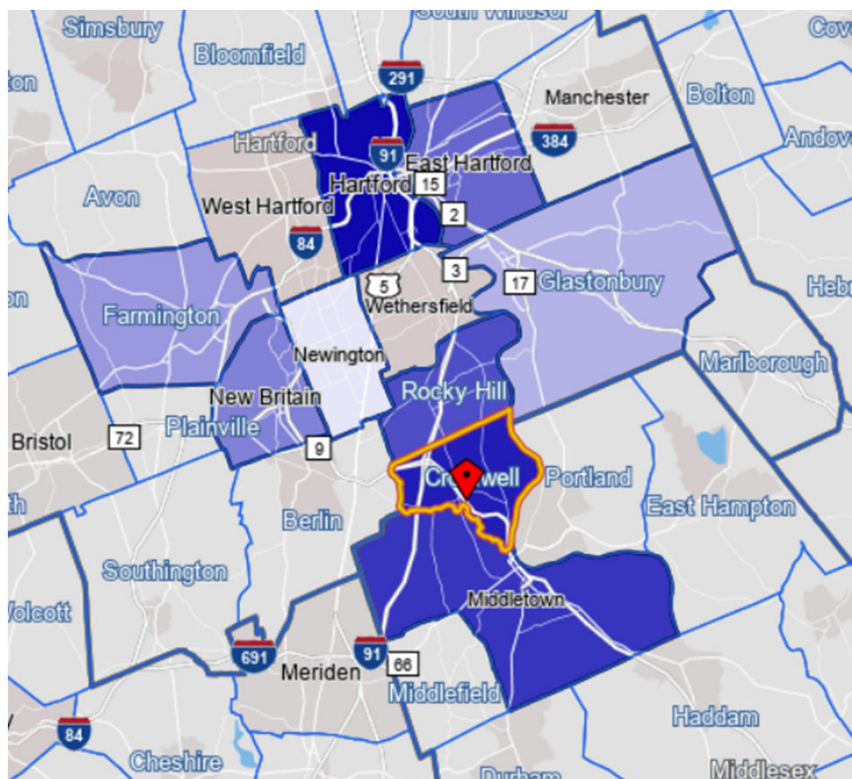 Simsbury
South Windsor
Bloomfield
291
Manchester
Bolton
Hartford
91
384
East Hartford
Andove
Hartford
15
Avon
West Hartford
2
84
3
5
17
Glastonbury
Hebr
Wethersfield
Farmington
Newington
Marlborough
Rocky Hill
New Britain
Plainville
Bristol
72
9
Portland
East Hampton
Berlin
Southington
Middletown
691
91
66
Meriden
Middlefield
Haddam
84
Cheshire
Durham
Middlesex